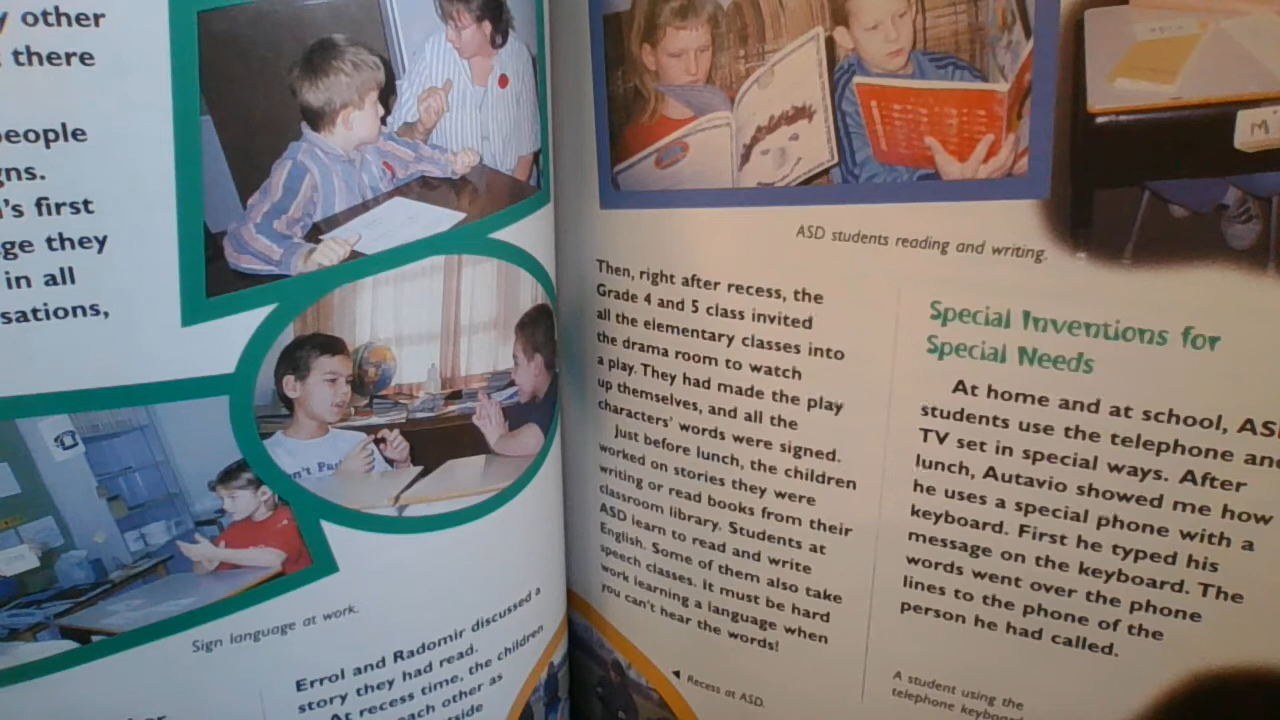 other
there
people
gns.
's first
ge they
in all
sations,
n't Pa
Sign language at work.
Errol and Radomir discussed a
story they had read.
At recess time, the children
each other as
ASD students reading and writing.
Then, right after recess, the
Grade 4 and 5 class invited
all the elementary classes into
the drama room to watch
a play. They had made the play
up themselves, and all the
characters' words were signed.
Just before lunch, the children
worked on stories they were
writing or read books from their
classroom library. Students at
ASD learn to read and write
English. Some of them also take
speech classes. It must be hard
work learning a language when
you can't hear the words!
◄ Recess at ASD.
M
Special Inventions for
Special Needs
At home and at school, AS
students use the telephone and
TV set in special ways. After
lunch, Autavio showed me how
he uses a special phone with a
keyboard. First he typed his
message on the keyboard. The
words went over the phone
lines to the phone of the
person he had called.
A student using the
telephone keyboa